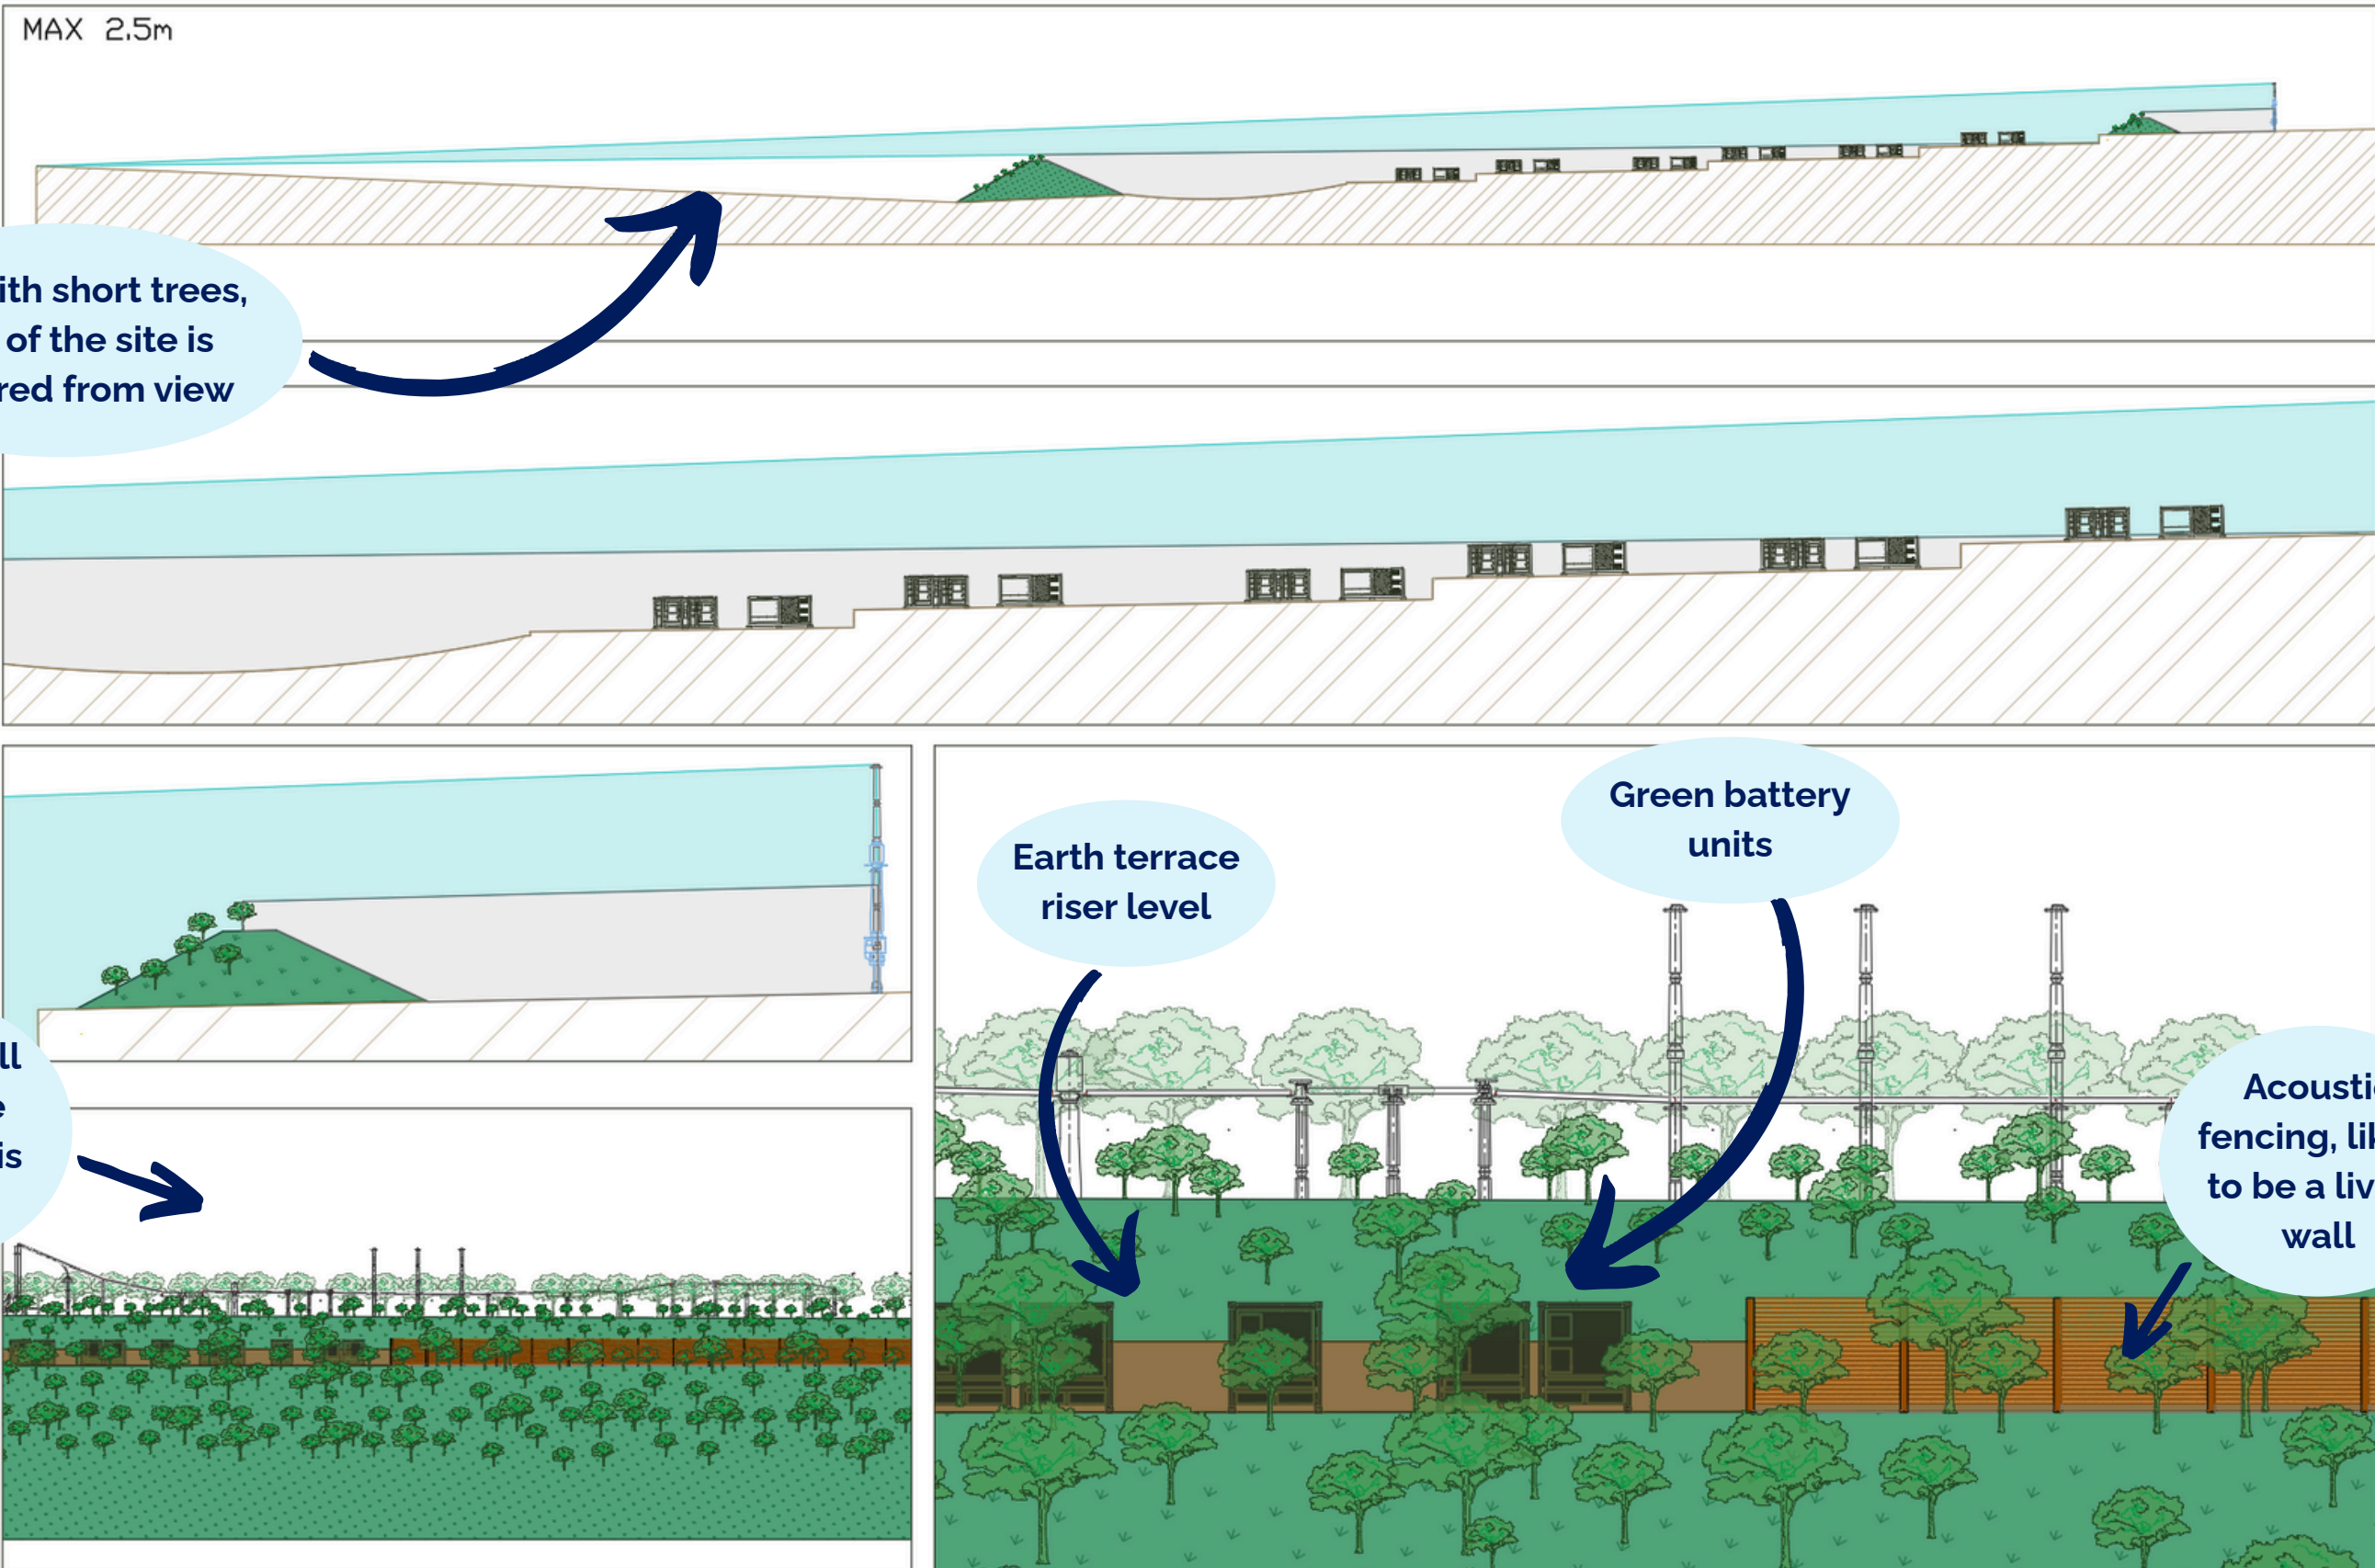 MAX 2.5m
ith short trees,
of the site is
red from view
Green battery
units
Earth terrace
riser level
ll
e
is
Acousti
fencing, lik
to be a liv
wall